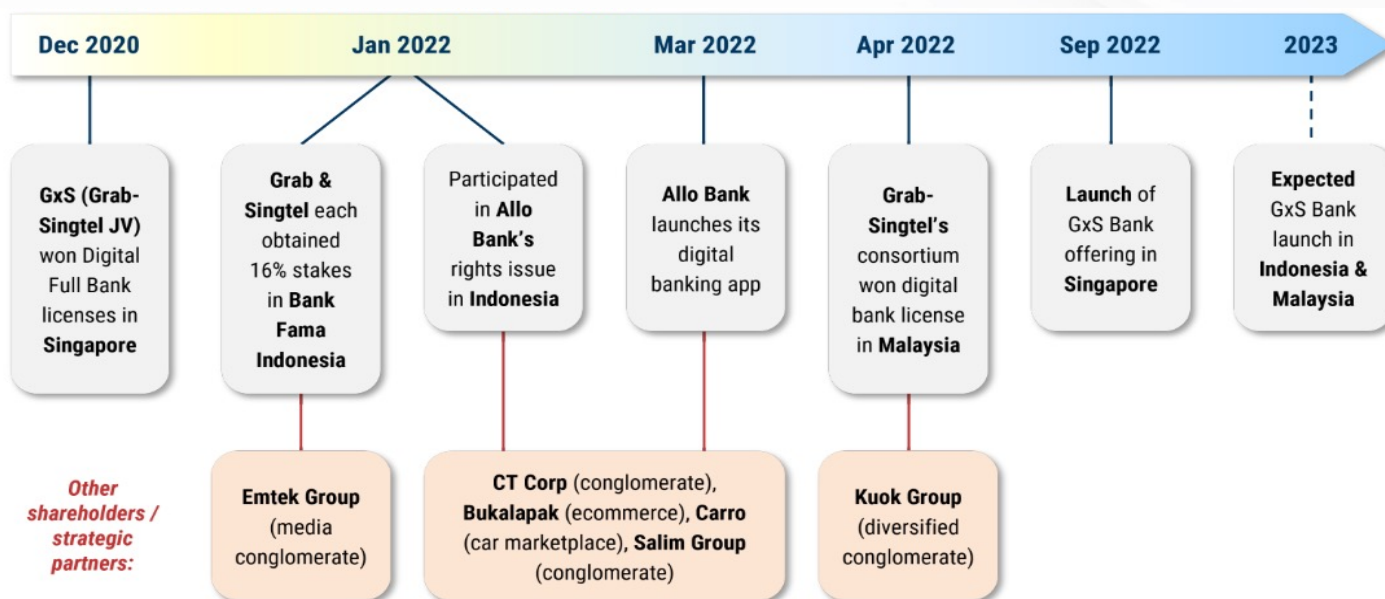 Dec 2020
Jan 2022
Mar 2022
Apr 2022
Sep 2022
2023
GxS (Grab-
Singtel JV)
won Digital
Full Bank
licenses in
Singapore
Grab &
Singtel each
obtained
16% stakes
in Bank
Fama
Indonesia
Participated
in Allo
Bank's
rights issue
in Indonesia
Allo Bank
launches its
digital
banking app
Grab-
Singtel's
consortium
won digital
bank license
in Malaysia
Launch of
GxS Bank
offering in
Singapore
Expected
GxS Bank
launch in
Indonesia &
Malaysia
Other
shareholders /
strategic
partners:
Emtek Group
(media
conglomerate)
CT Corp (conglomerate),
Bukalapak (ecommerce), Carro
(car marketplace), Salim Group
(conglomerate)
Kuok Group
(diversified
conglomerate)